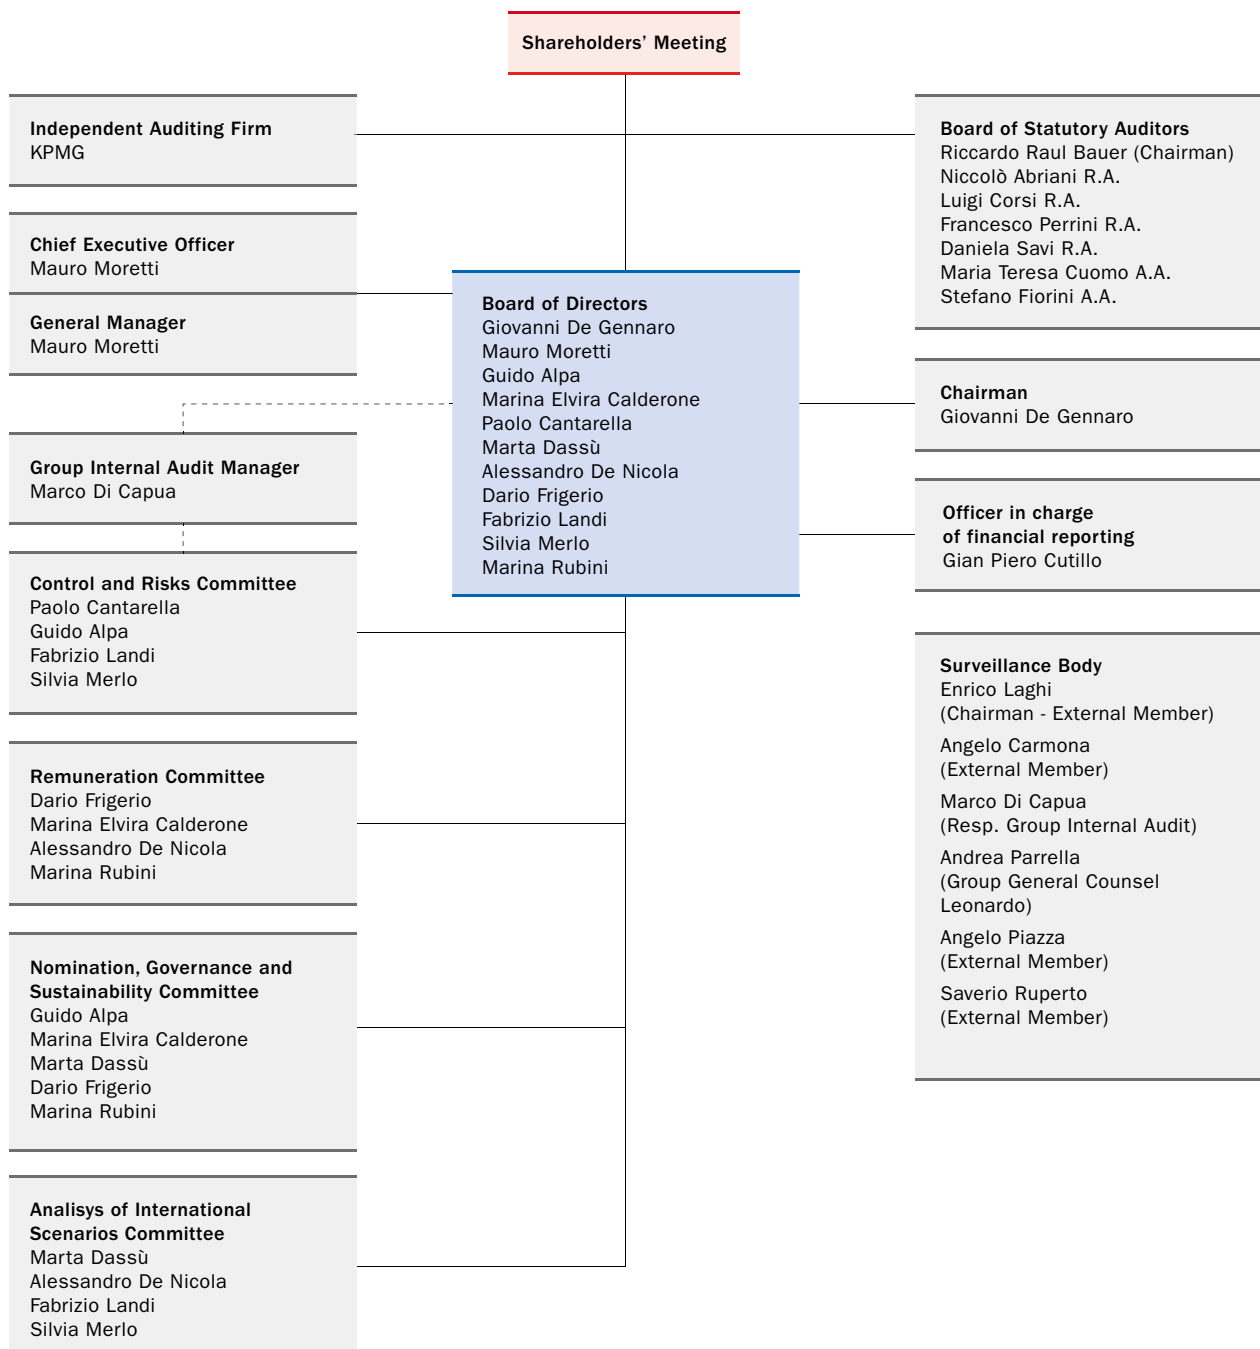 Shareholders’ Meeting
Independent Auditing Firm
KPMG
Board of Statutory Auditors
Riccardo Raul Bauer (Chairman)
Niccolò Abriani R.A.
Luigi Corsi R.A.
Francesco Perrini R.A.
Daniela Savi R.A.
Maria Teresa Cuomo A.A.
Stefano Fiorini A.A.
Chief Executive Officer
Mauro Moretti
General Manager
Mauro Moretti
Board of Directors
Giovanni De Gennaro
Mauro Moretti
Guido Alpa
Marina Elvira Calderone
Paolo Cantarella
Marta Dassù
Alessandro De Nicola
Dario Frigerio
Fabrizio Landi
Silvia Merlo
Marina Rubini
Chairman
Giovanni De Gennaro
Group Internal Audit Manager
Marco Di Capua
Officer in charge
of financial reporting
Gian Piero Cutillo
Control and Risks Committee
Paolo Cantarella
Guido Alpa
Fabrizio Landi
Silvia Merlo
Surveillance Body
Enrico Laghi
(Chairman - External Member)
Angelo Carmona
(External Member)
Marco Di Capua
(Resp. Group Internal Audit)
Andrea Parrella
(Group General Counsel
Leonardo)
Angelo Piazza
(External Member)
Saverio Ruperto
(External Member)
Remuneration Committee
Dario Frigerio
Marina Elvira Calderone
Alessandro De Nicola
Marina Rubini
Nomination, Governance and
Sustainability Committee
Guido Alpa
Marina Elvira Calderone
Marta Dassù
Dario Frigerio
Marina Rubini
Analisys of International
Scenarios Committee
Marta Dassù
Alessandro De Nicola
Fabrizio Landi
Silvia Merlo